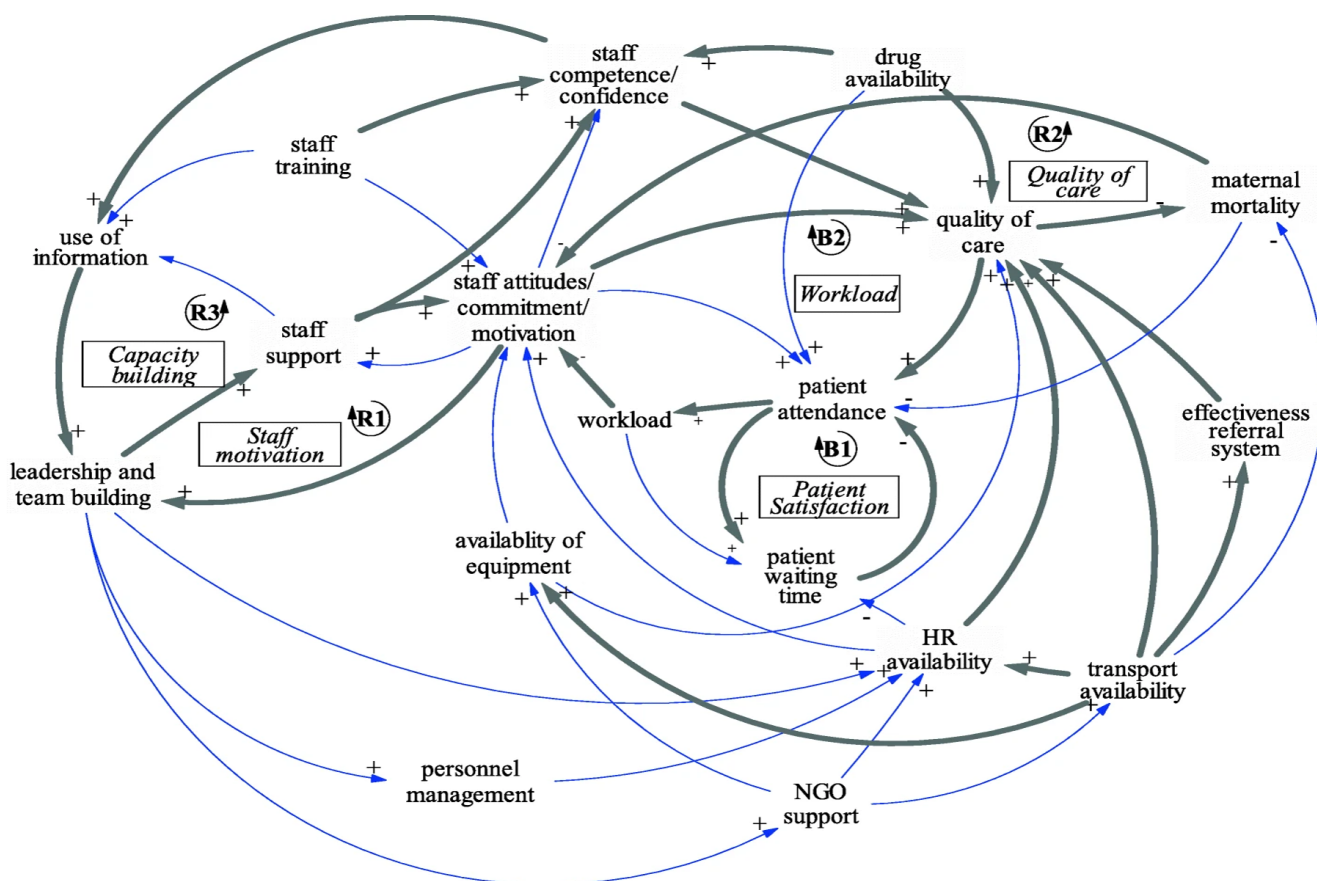 staff
competence/
confidence
drug
availability
staff
training
R2
Quality of
care
maternal
mortality
use of
information
quality of
care
B2
Workload
Staff attitudes/
commitment/
motivation
R3
staff
support
Capacity
building
R1
Staff
motivation
patient
attendance
workload
B1
Patient
Satisfaction
effectiveness
referral
system
leadership and
team building
availablity of
equipment
patient
waiting
time
HR
availability
transport
availability
personnel
management
NGO
support